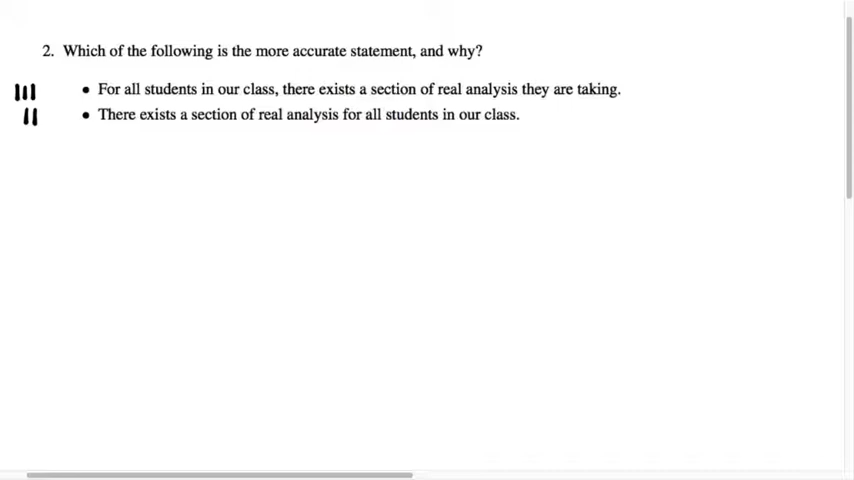 2. Which of the following is the more accurate statement, and why?
III • For all students in our class, there exists a section of real analysis they are taking.
II • There exists a section of real analysis for all students in our class.